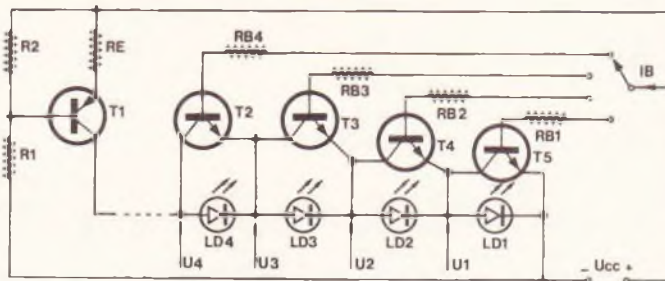 R2
RE
RB4
RB3
RB2
RB1
IB
T1
T2
T3
T4
T5
R1
LD4
LD3
LD2
LD1
U4
U3
U2
U1
- Ucc +